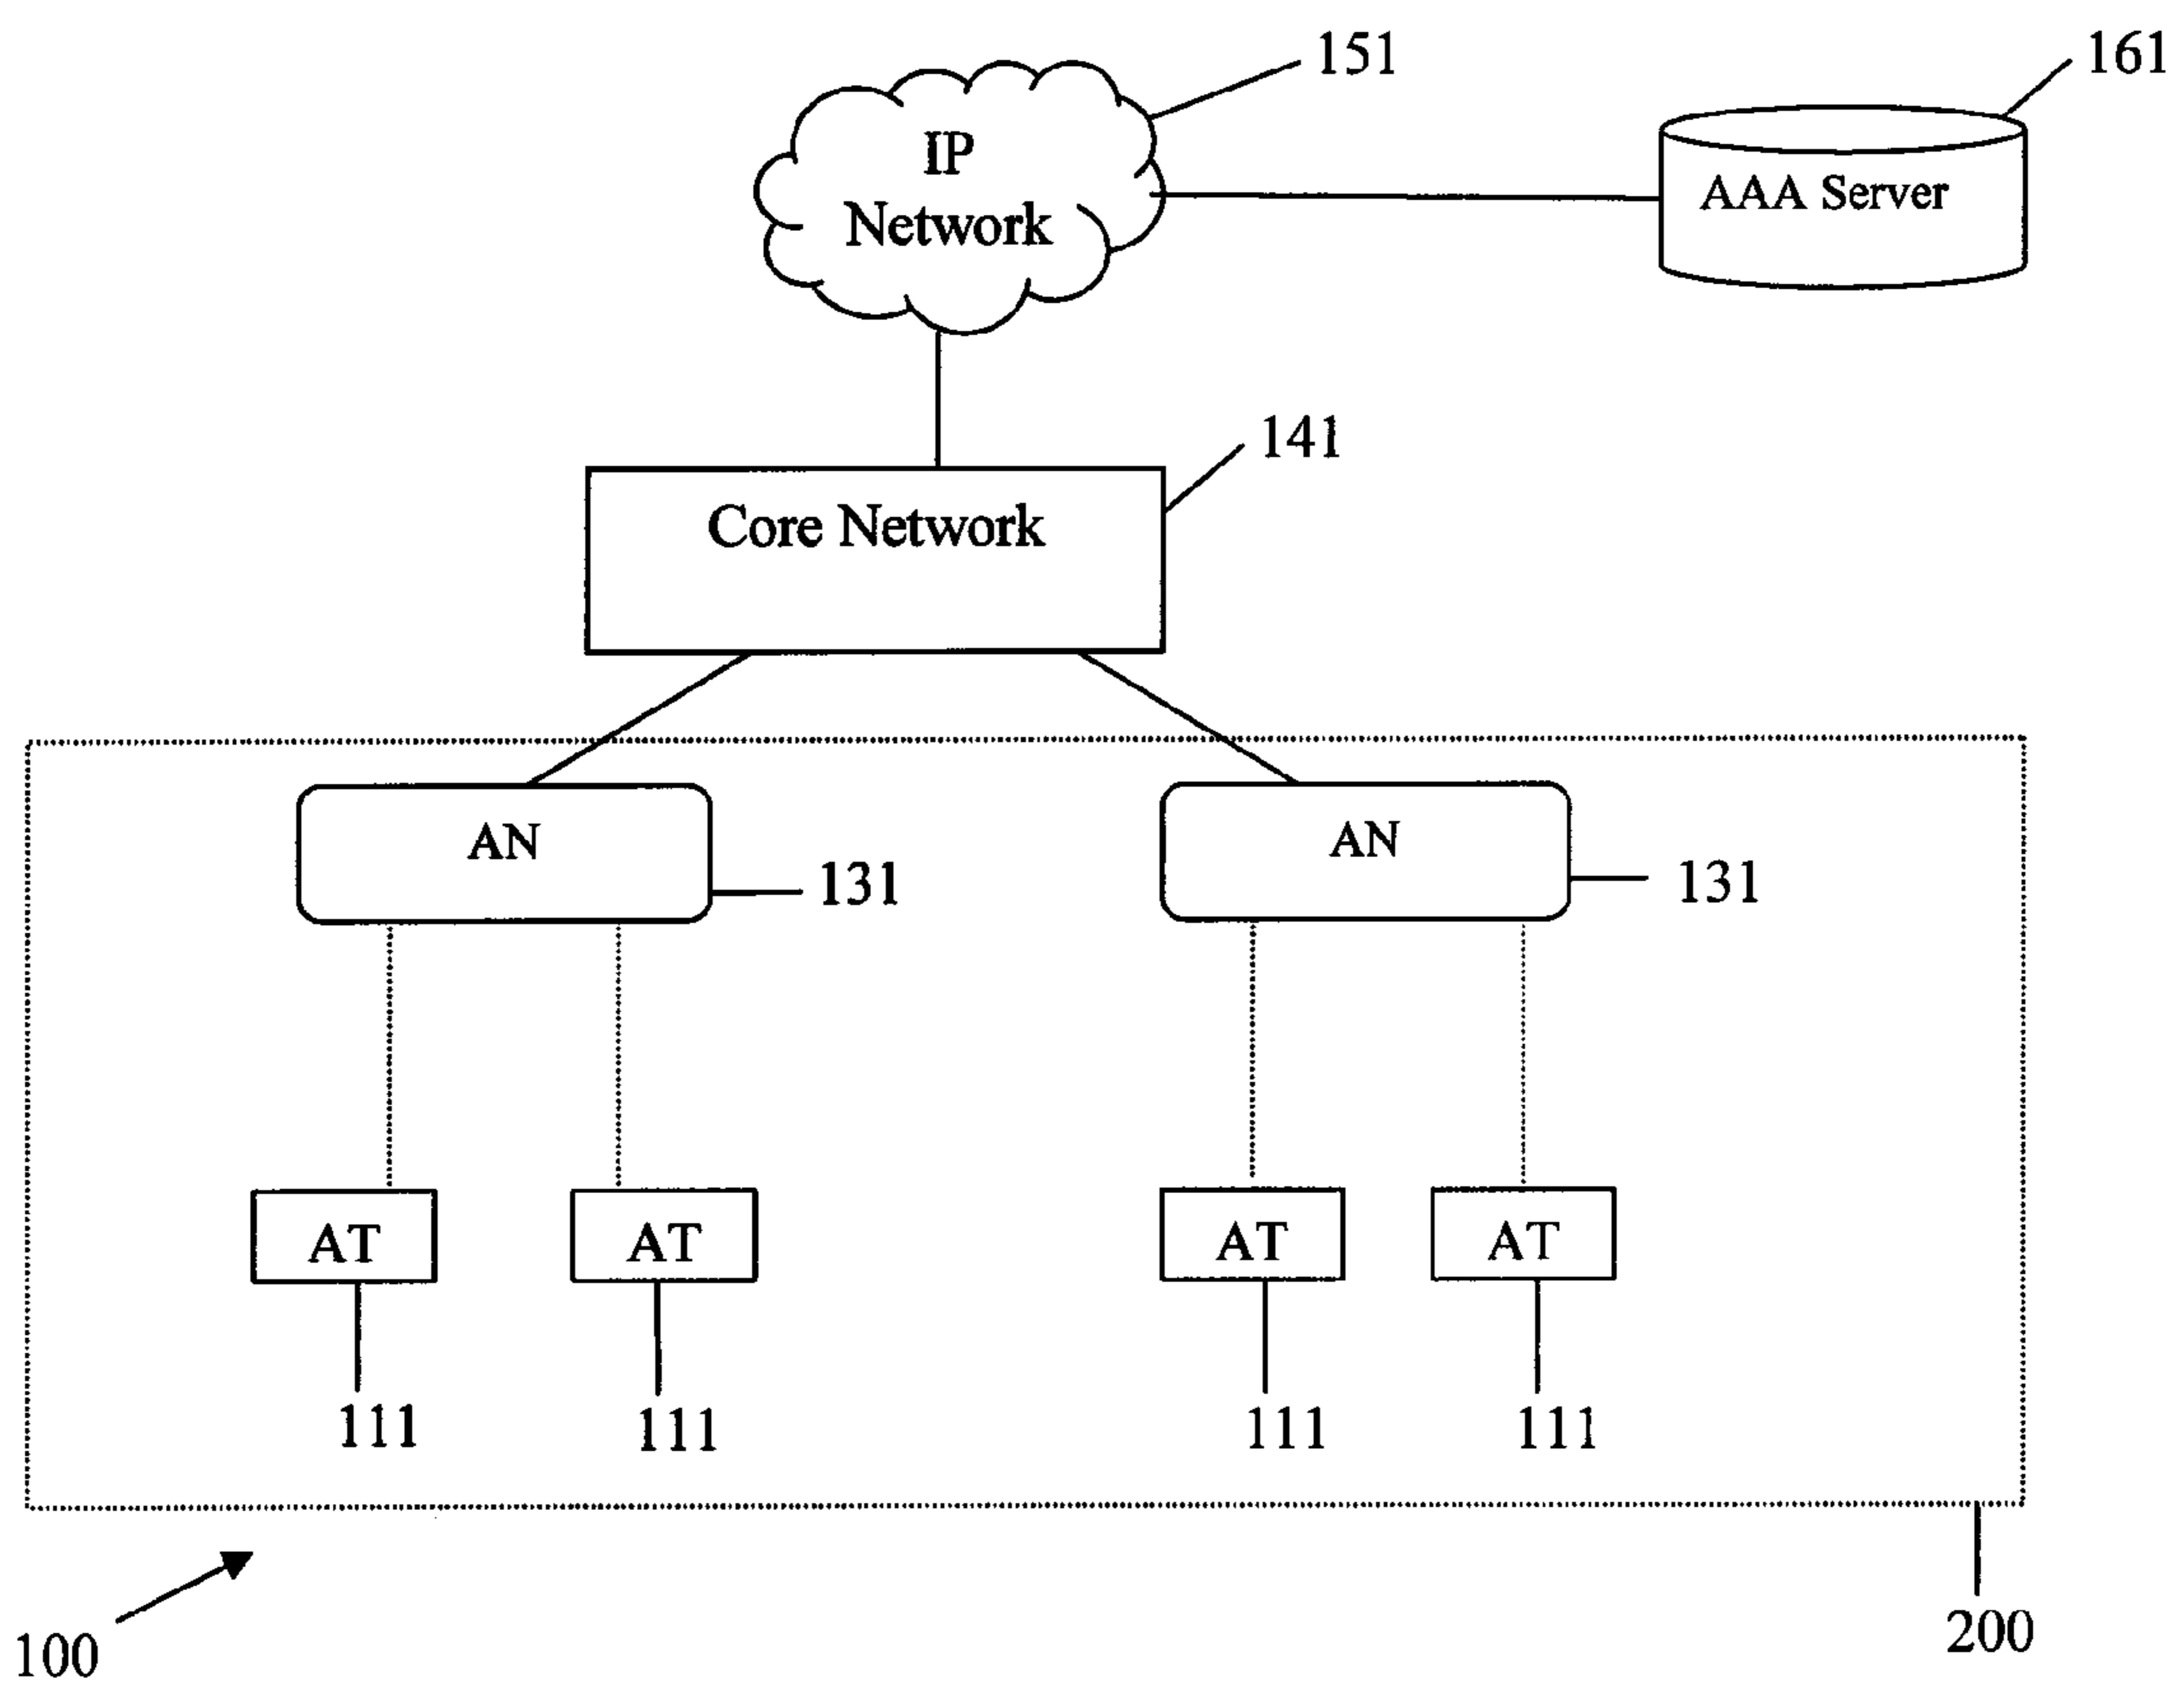 151
161
IP
Network
AAA Server
141
Core Network
AN
131
AN
131
AT
AT
AT
AT
111
111
111
111
100
200